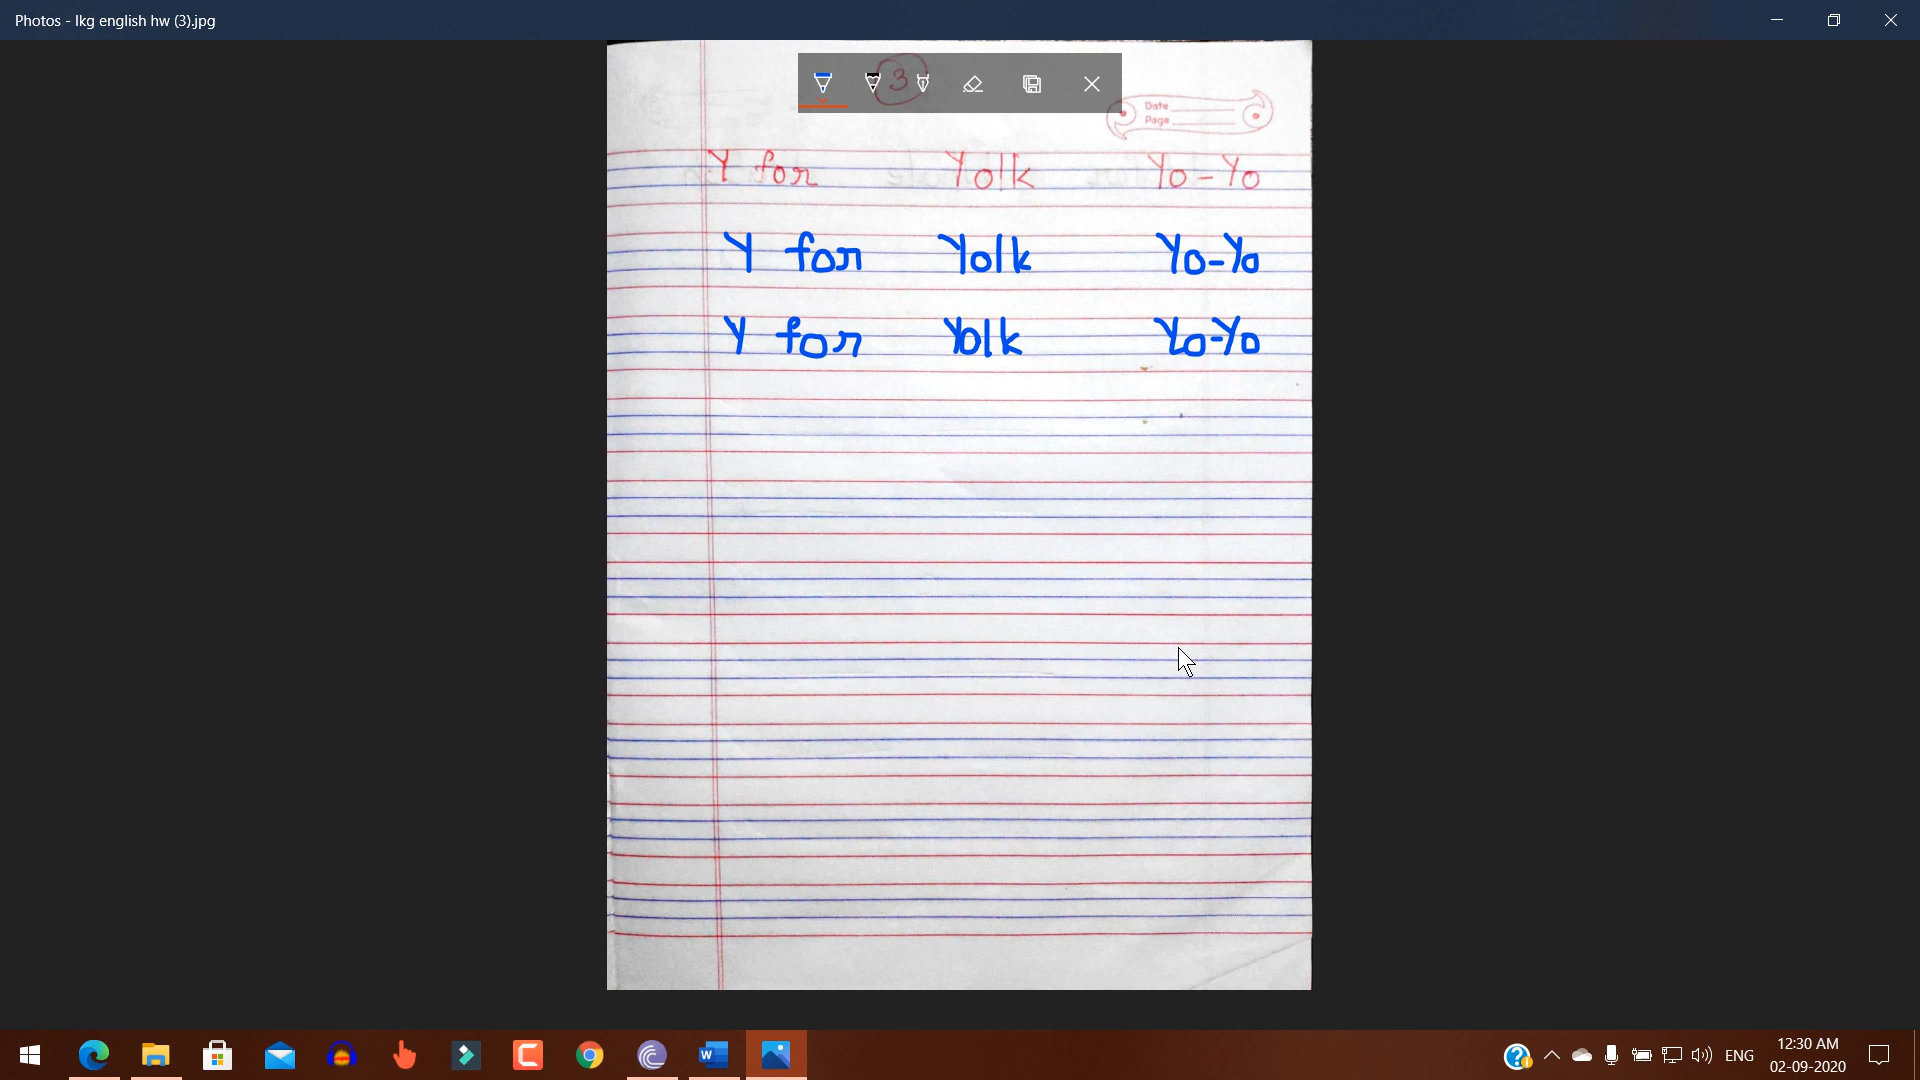 Photos - lkg english hw (3).jpg
3
Date
Page
Y for Yolk Yo-Yo
Y for Yolk Yo-Yo
Y for Yolk Yo-Yo
ENG
12:30 AM
02-09-2020